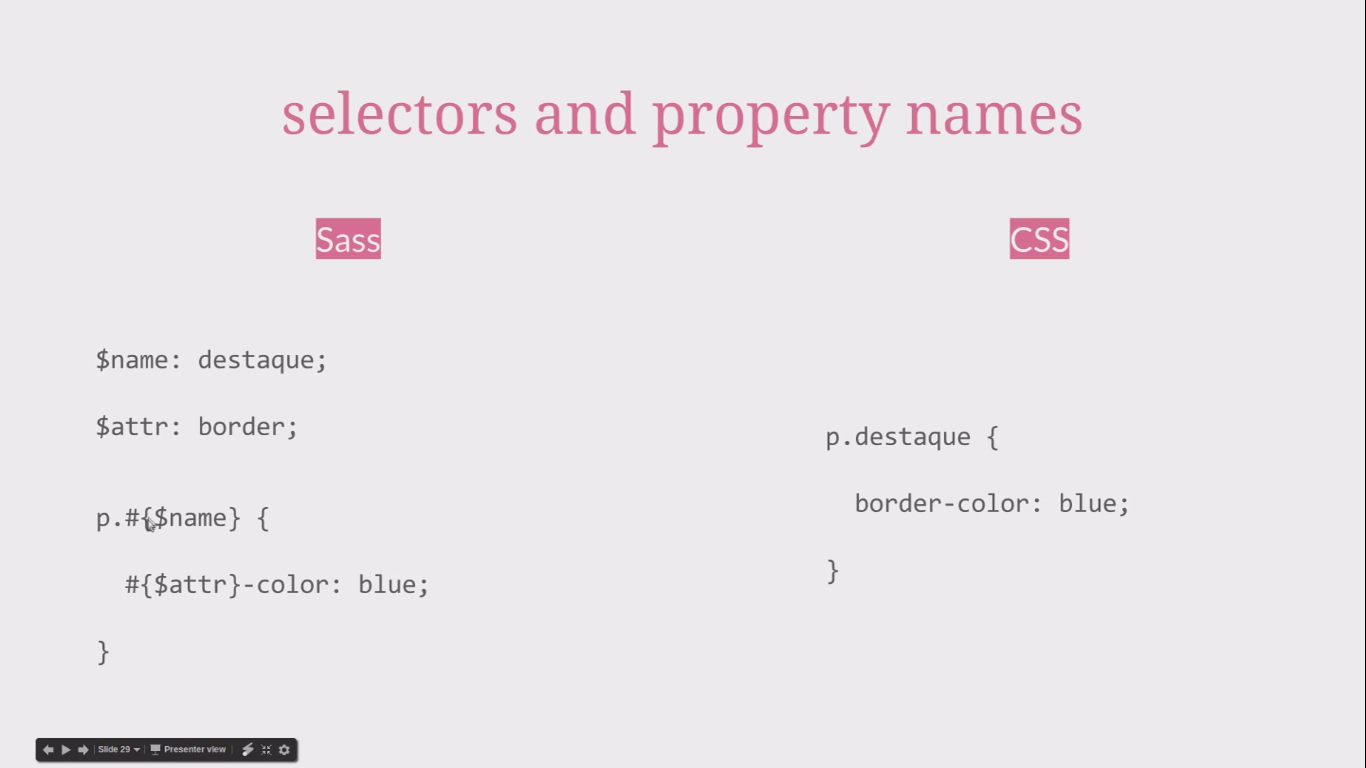 selectors and property names
Sass
CSS
$name: destaque;
$attr: border;
p.#{$name} {
#{$attr}-color: blue;
}
p.destaque {
border-color: blue;
}
Slide 29
Presenter view